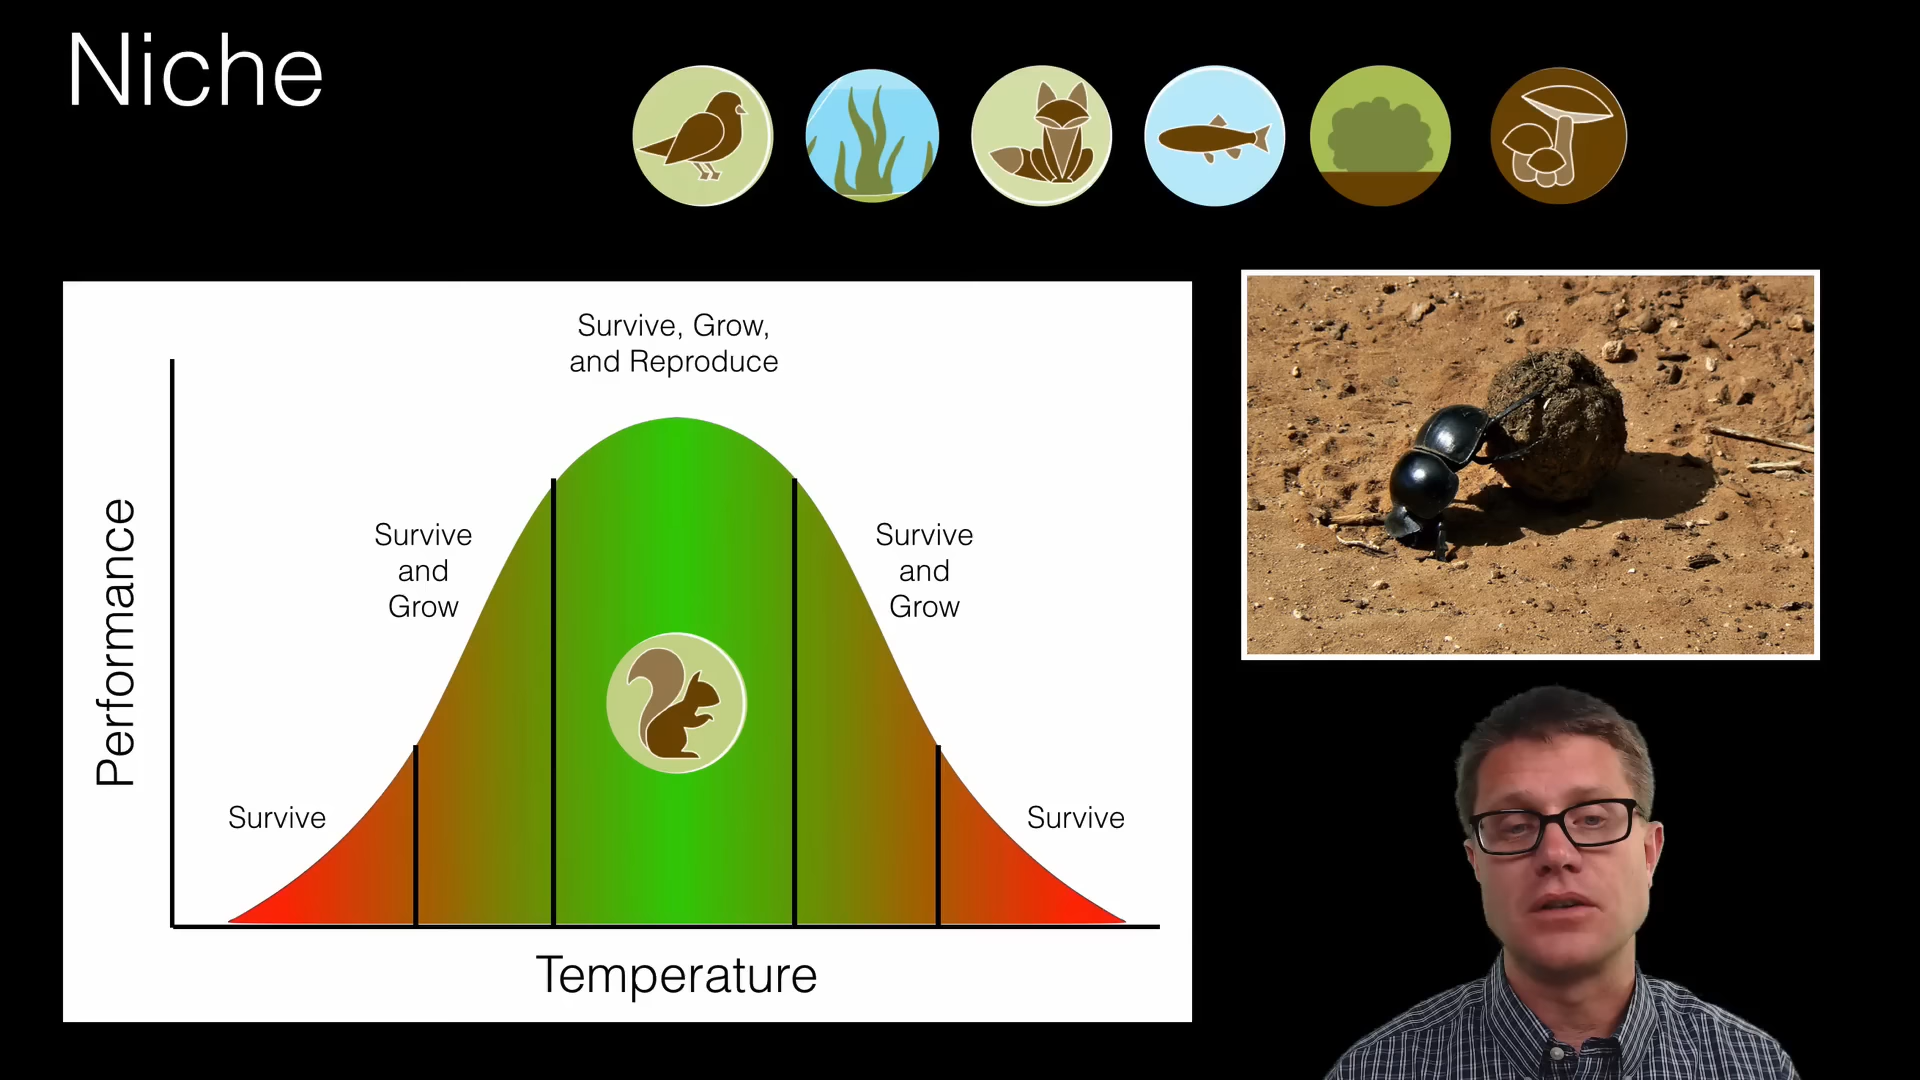 Niche
Survive, Grow,
and Reproduce
Survive
and
Grow
Survive
and
Grow
Survive
Survive
Performance
Temperature